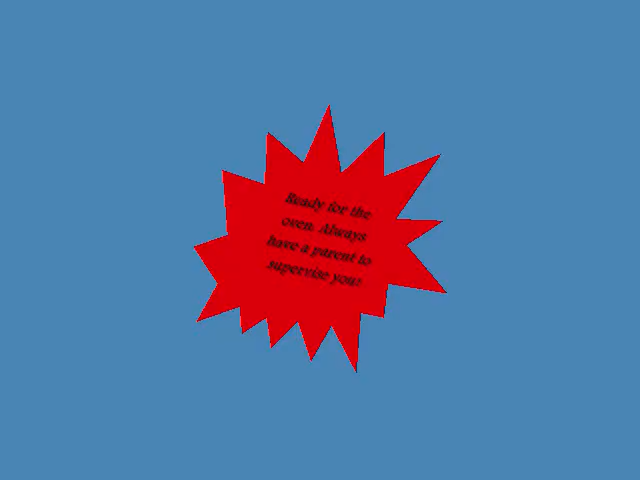 Ready for the
oven. Always
have a parent to
supervise you!